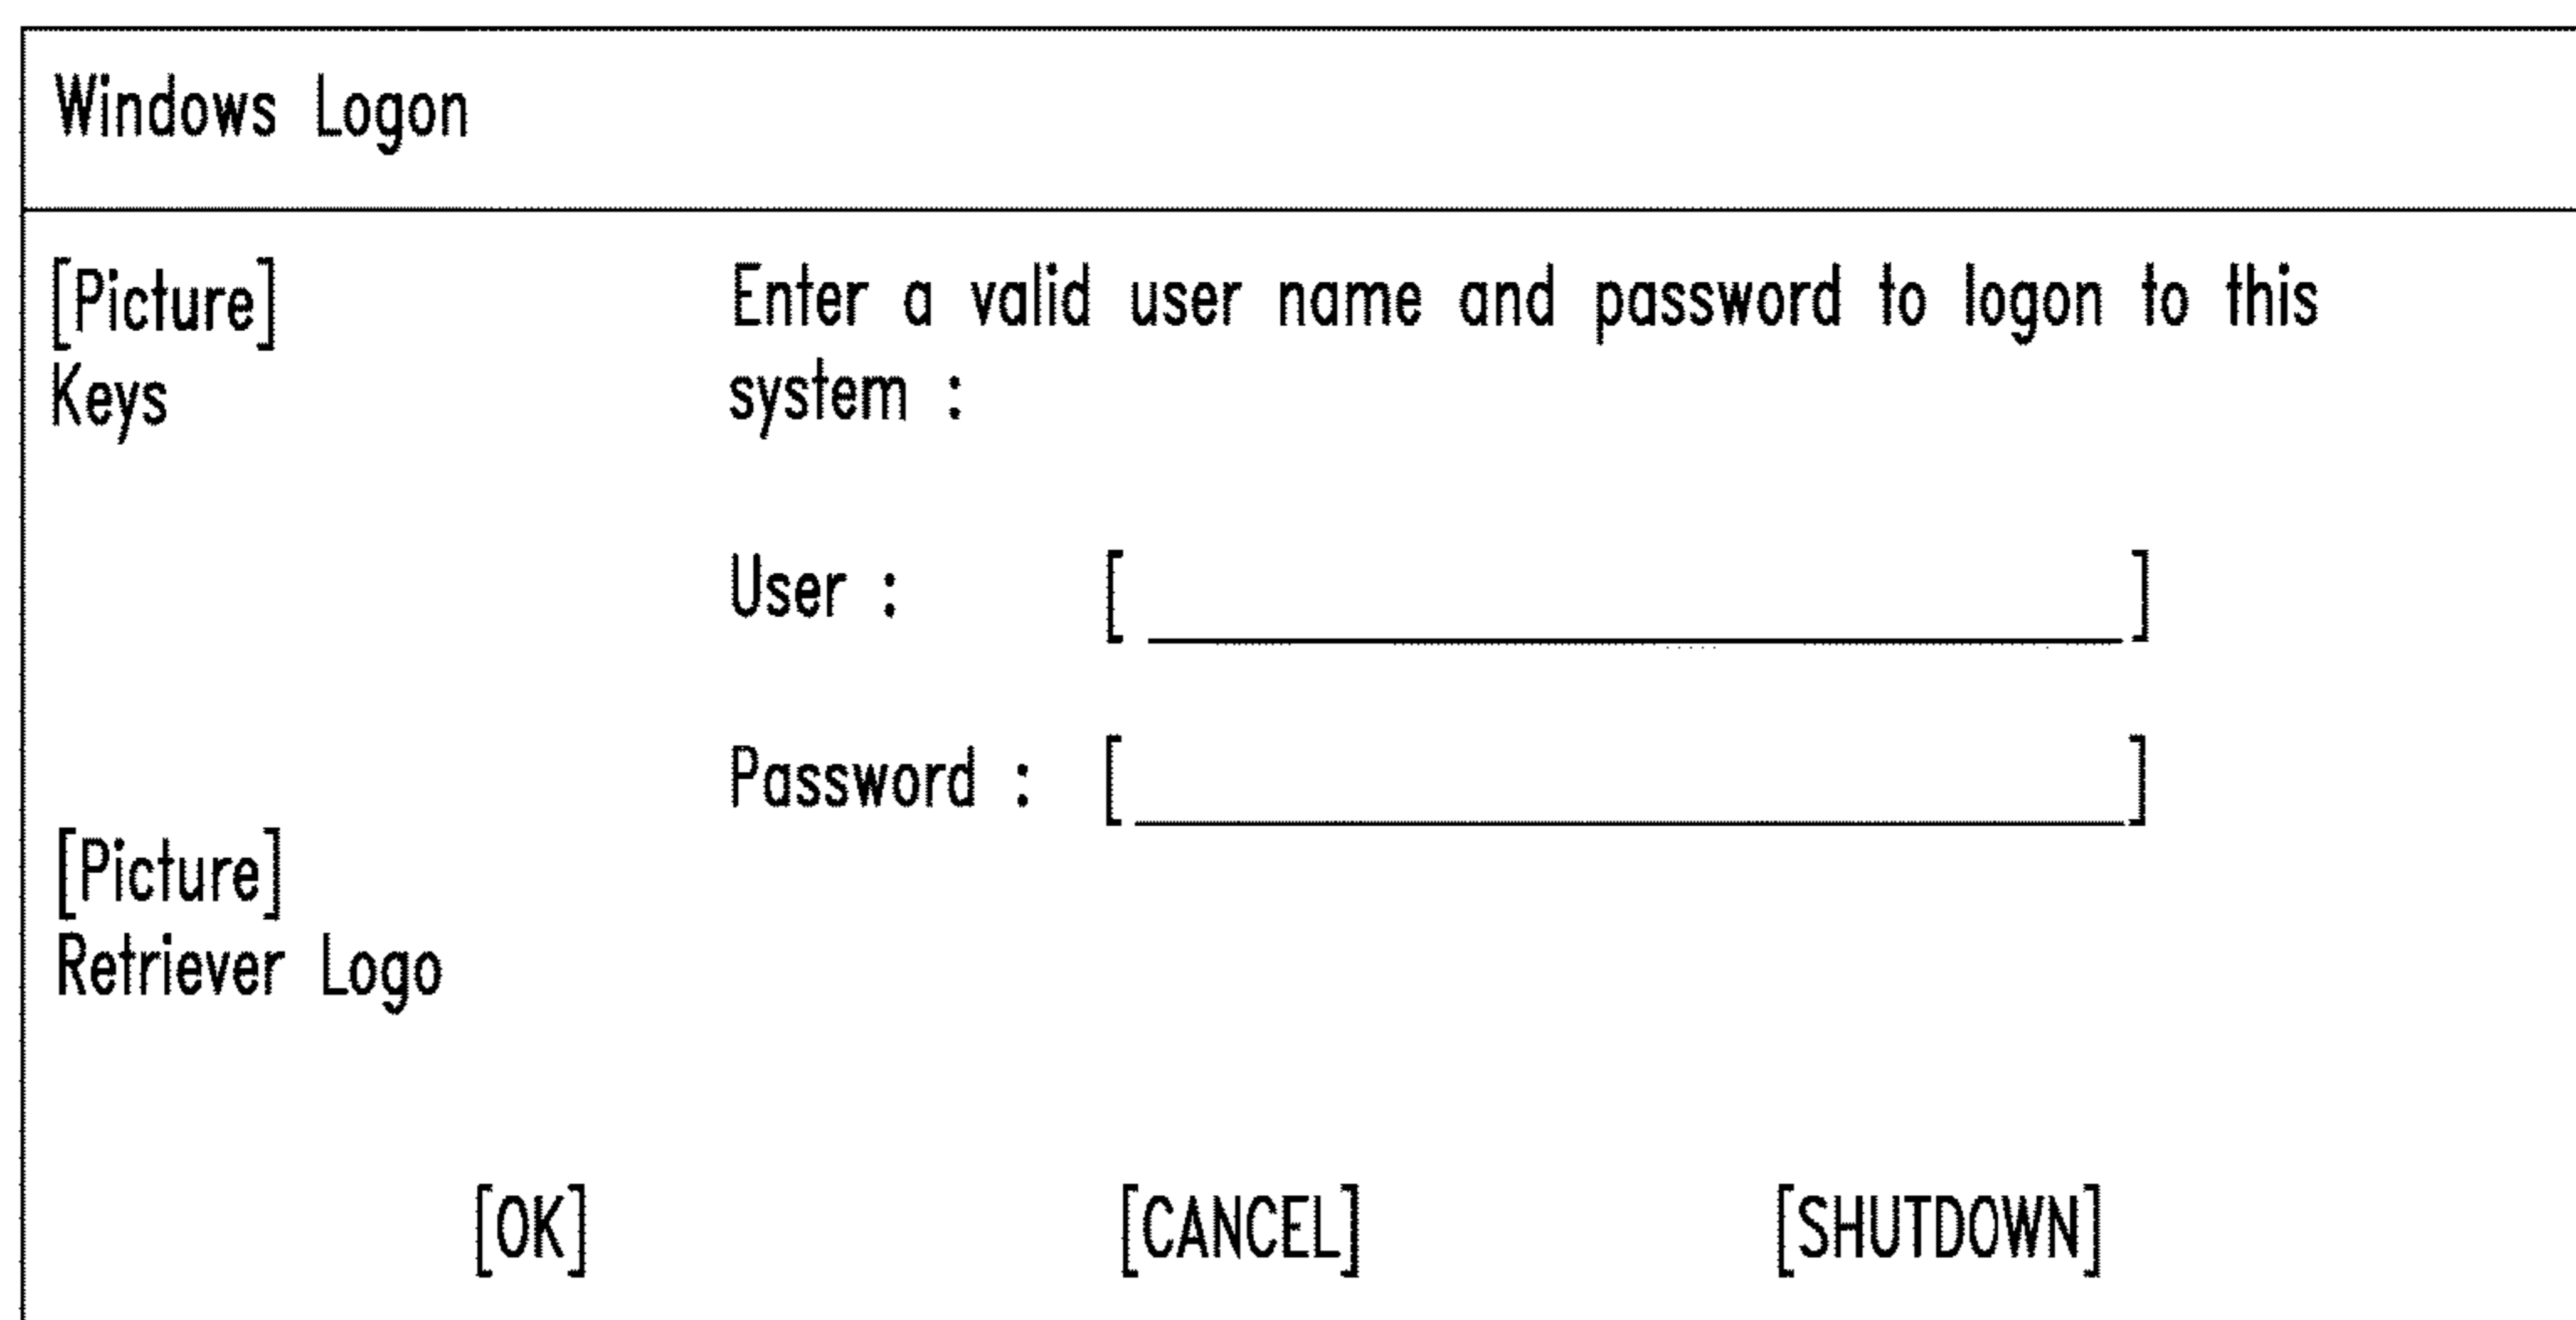 Windows Logon
[Picture]
Keys
Enter a valid user name and password to logon to this
system :
User : [ ]
Password : [ ]
[Picture]
Retriever Logo
[OK] [CANCEL] [SHUTDOWN]